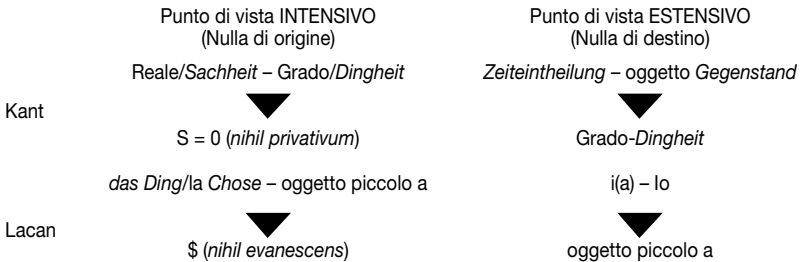 Punto di vista INTENSIVO
(Nulla di origine)
Punto di vista ESTENSIVO
(Nulla di destino)
Reale/Sachheit – Grado/Dingheit
Zeiteintheilung – oggetto Gegenstand
Kant
S = 0 (nihil privativum)
Grado-Dingheit
das Ding/la Chose – oggetto piccolo a
i(a) – Io
Lacan
$ (nihil evanescens)
oggetto piccolo a